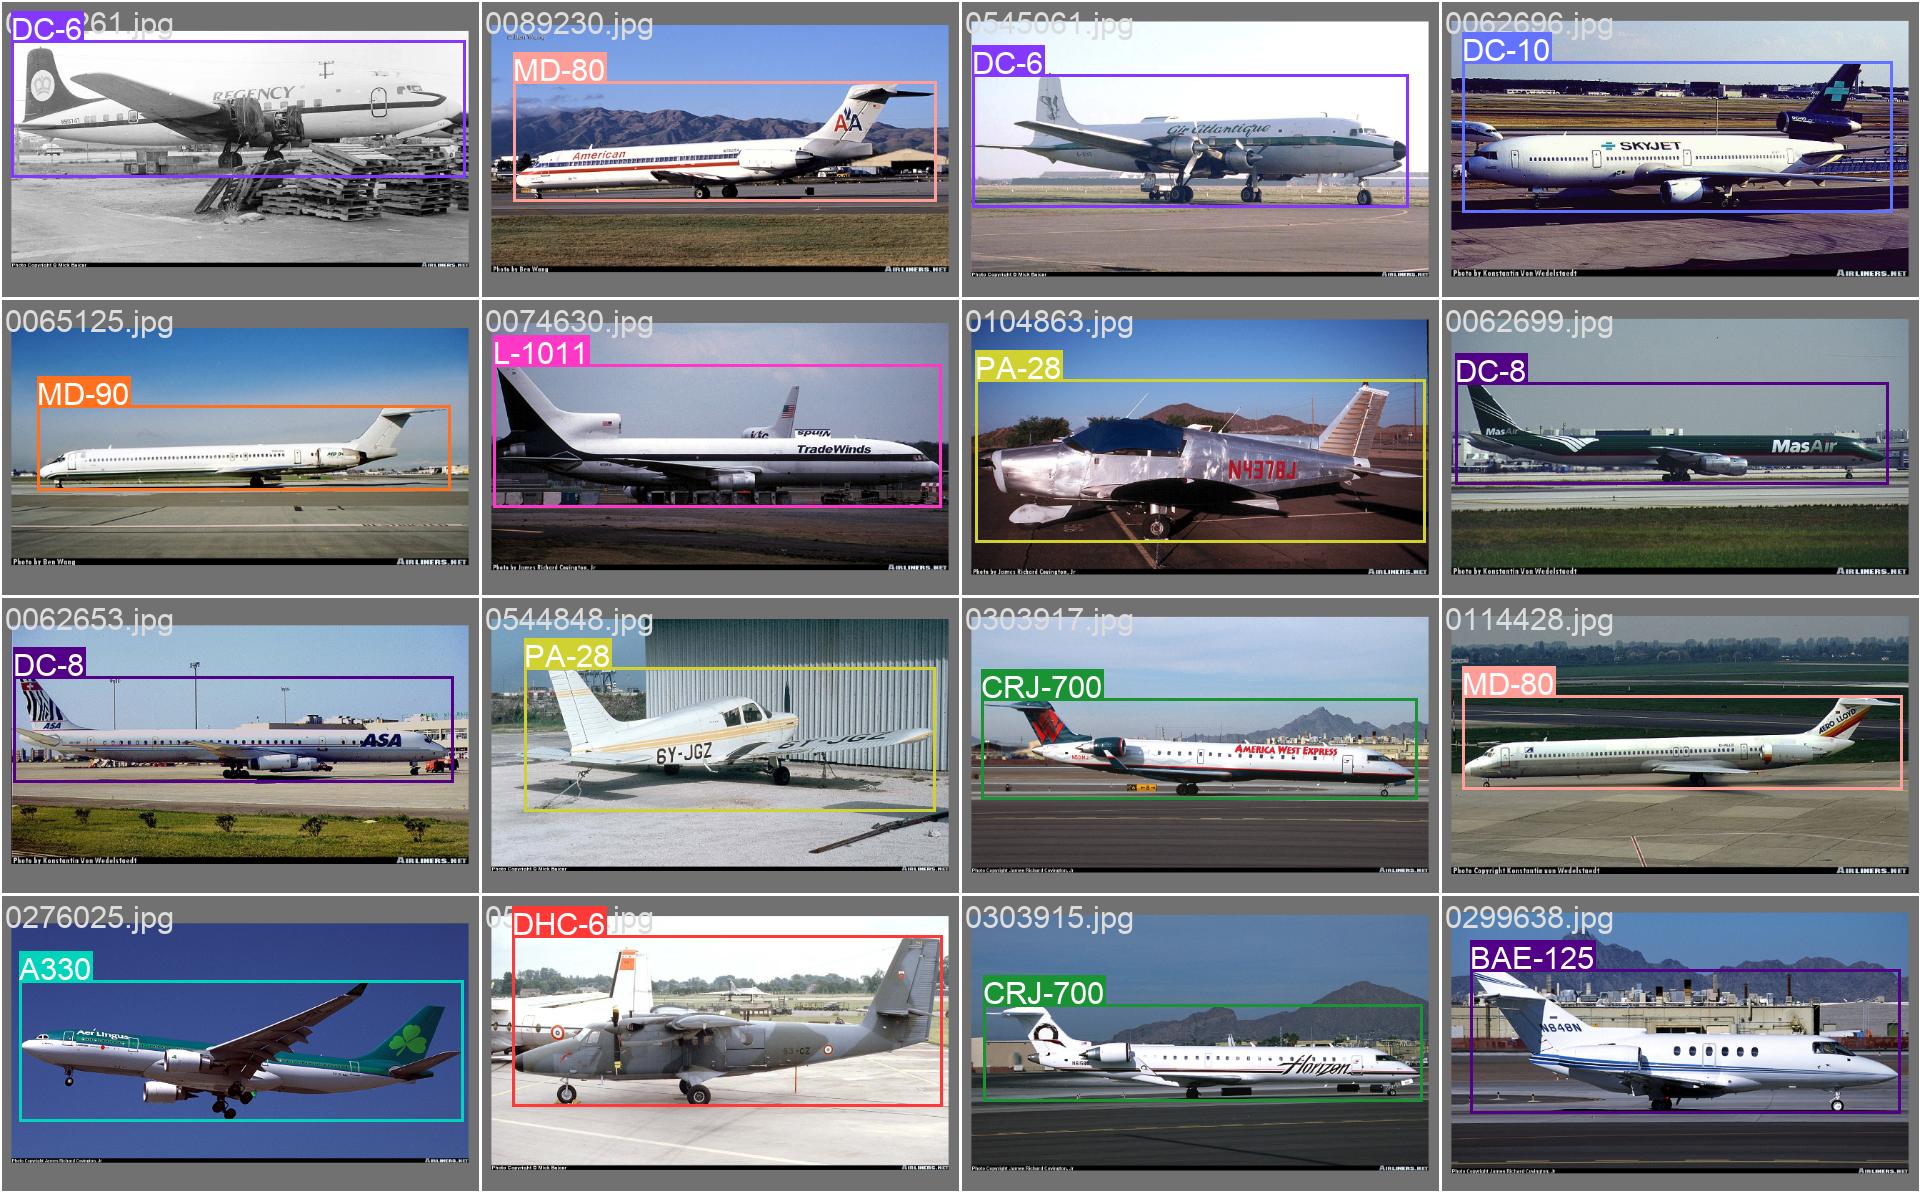 DC-6
261.jpg
REGENCY
Photo Copyright © Mick Bajcar
AIRLINERS.NET
0089230.jpg
MD-80
American
AA
Photo by Ben Wang
AIRLINERS.NET
0545061.jpg
DC-6
Air Atlantique
Photo Copyright © Mick Bajcar
AIRLINERS.NET
0062696.jpg
DC-10
SKYJET
Photo by Konstantin Von Wedelstaedt
AIRLINERS.NET
0065125.jpg
MD-90
Photo by Ben Wang
AIRLINERS.NET
0074630.jpg
L-1011
TradeWinds
Photo by James Richard Covington, Jr
AIRLINERS.NET
0104863.jpg
PA-28
N4378J
Photo by James Richard Covington, Jr
AIRLINERS.NET
0062699.jpg
DC-8
MasAir
MasAir
Photo by Konstantin Von Wedelstaedt
AIRLINERS.NET
0062653.jpg
DC-8
ASA
ASA
Photo by Konstantin Von Wedelstaedt
AIRLINERS.NET
0544848.jpg
PA-28
6Y-JGZ
6Y-JGZ
Photo Copyright © Mick Bajcar
AIRLINERS.NET
0303917.jpg
CRJ-700
AMERICA WEST EXPRESS
Photo Copyright James Richard Covington, Jr
AIRLINERS.NET
0114428.jpg
MD-80
AERO LLOYD
Photo Copyright Konstantin von Wedelstaedt
AIRLINERS.NET
0276025.jpg
A330
Aer Lingus
Photo Copyright James Richard Covington, Jr
AIRLINERS.NET
DHC-6
.jpg
Photo Copyright © Mick Bajcar
AIRLINERS.NET
0303915.jpg
CRJ-700
Horizon
Photo Copyright James Richard Covington, Jr
AIRLINERS.NET
0299638.jpg
BAE-125
N848N
Photo Copyright James Richard Covington, Jr
AIRLINERS.NET